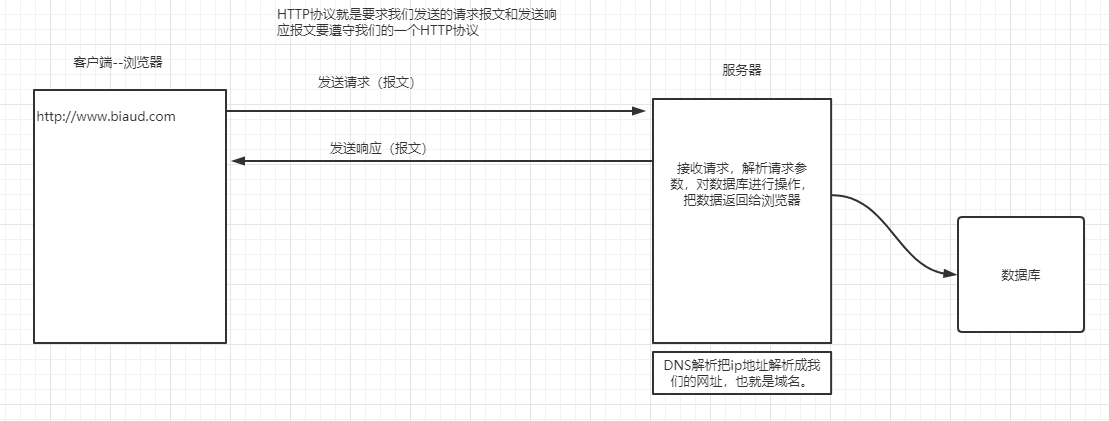 HTTP协议就是要求我们发送的请求报文和发送响
应报文要遵守我们的一个HTTP协议
客户端--浏览器
服务器
发送请求（报文）
http://www.biaud.com
发送响应（报文）
接收请求，解析请求参
数，对数据库进行操作，
把数据返回给浏览器
数据库
DNS解析把ip地址解析成我
们的网址，也就是域名。